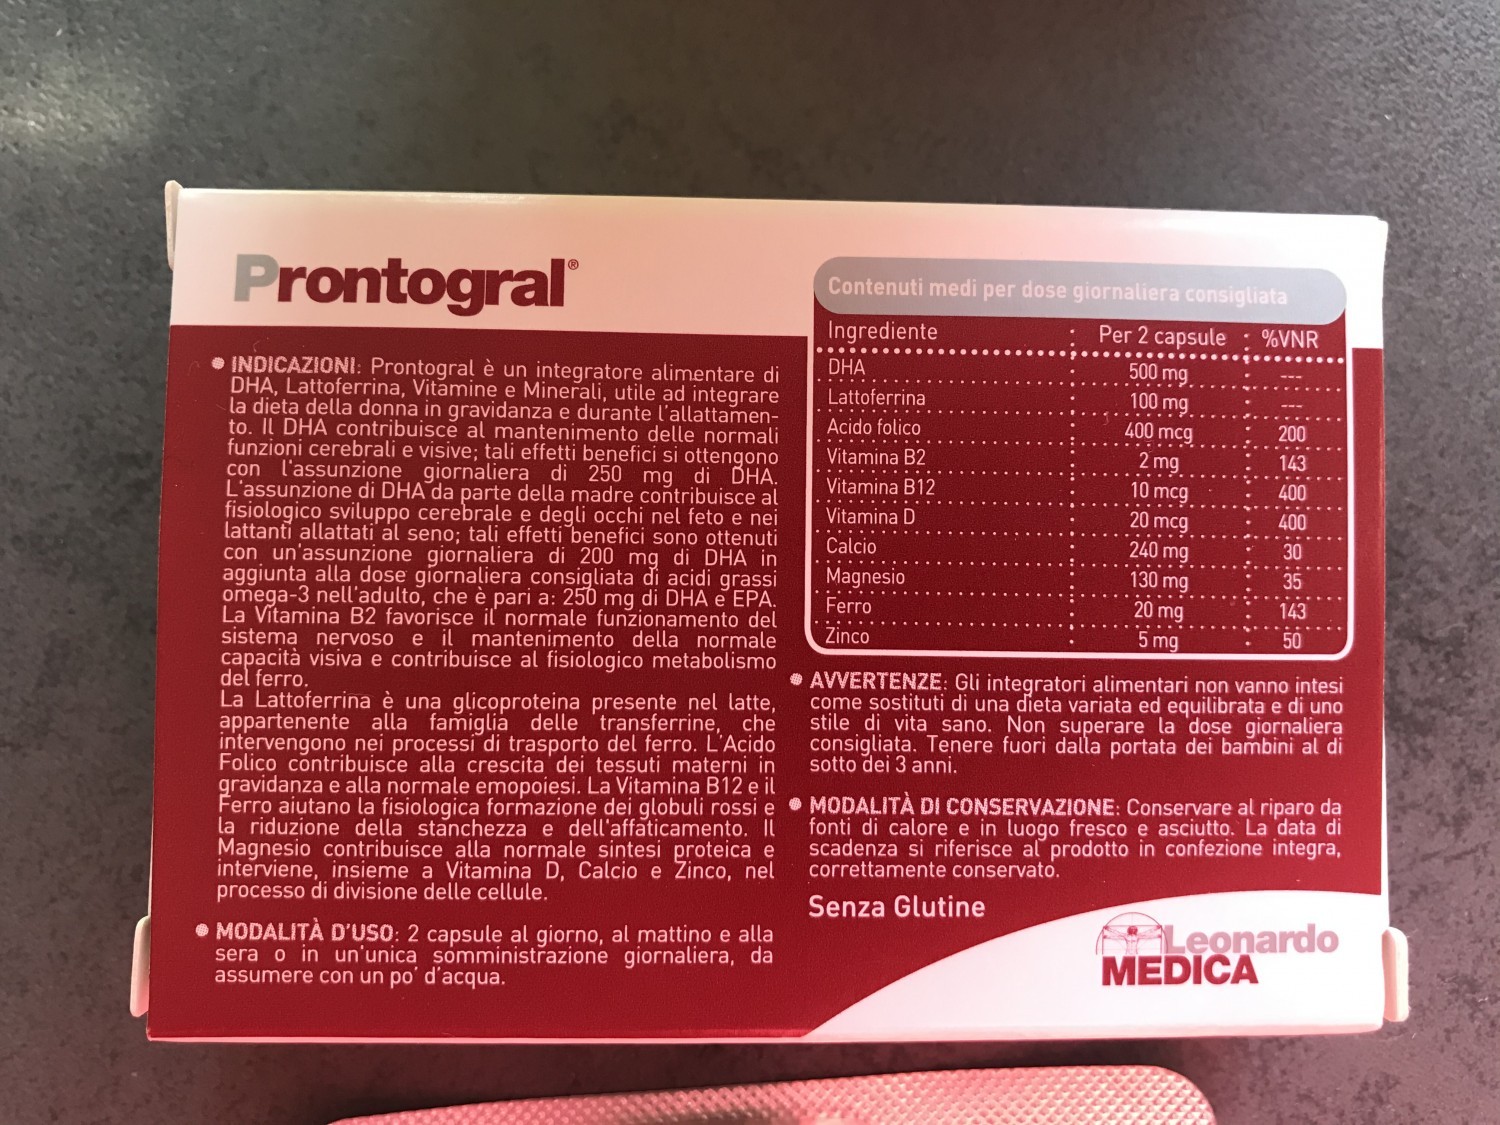 Prontogral®
INDICAZIONI: Prontogral è un integratore alimentare di
DHA, Lattoferrina, Vitamine e Minerali, utile ad integrare
la dieta della donna in gravidanza e durante l'allattamen-
to. Il DHA contribuisce al mantenimento delle normali
funzioni cerebrali e visive; tali effetti benefici si ottengono
con l'assunzione giornaliera di 250 mg di DHA.
L'assunzione di DHA da parte della madre contribuisce al
fisiologico sviluppo cerebrale e degli occhi nel feto e nei
lattanti allattati al seno; tali effetti benefici sono ottenuti
con un'assunzione giornaliera di 200 mg di DHA in
aggiunta alla dose giornaliera consigliata di acidi grassi
omega-3 nell'adulto, che è pari a: 250 mg di DHA e EPA.
La Vitamina B2 favorisce il normale funzionamento del
sistema nervoso e il mantenimento della normale
capacità visiva e contribuisce al fisiologico metabolismo
del ferro.
La Lattoferrina è una glicoproteina presente nel latte,
appartenente alla famiglia delle transferrine, che
intervengono nei processi di trasporto del ferro. L'Acido
Folico contribuisce alla crescita dei tessuti materni in
gravidanza e alla normale emopoiesi. La Vitamina B12 e il
Ferro aiutano la fisiologica formazione dei globuli rossi e
la riduzione della stanchezza e dell'affaticamento. Il
Magnesio contribuisce alla normale sintesi proteica e
interviene, insieme a Vitamina D, Calcio e Zinco, nel
processo di divisione delle cellule.
MODALITÀ D'USO: 2 capsule al giorno, al mattino e alla
sera o in un'unica somministrazione giornaliera, da
assumere con un po' d'acqua.
Contenuti medi per dose giornaliera consigliata
Ingrediente Per 2 capsule %VNR
DHA 500 mg ---
Lattoferrina 100 mg ---
Acido folico 400 mcg 200
Vitamina B2 2 mg 143
Vitamina B12 10 mcg 400
Vitamina D 20 mcg 400
Calcio 240 mg 30
Magnesio 130 mg 35
Ferro 20 mg 143
Zinco 5 mg 50
AVVERTENZE: Gli integratori alimentari non vanno intesi
come sostituti di una dieta variata ed equilibrata e di uno
stile di vita sano. Non superare la dose giornaliera
consigliata. Tenere fuori dalla portata dei bambini al di
sotto dei 3 anni.
MODALITÀ DI CONSERVAZIONE: Conservare al riparo da
fonti di calore e in luogo fresco e asciutto. La data di
scadenza si riferisce al prodotto in confezione integra,
correttamente conservato.
Senza Glutine
Leonardo
MEDICA